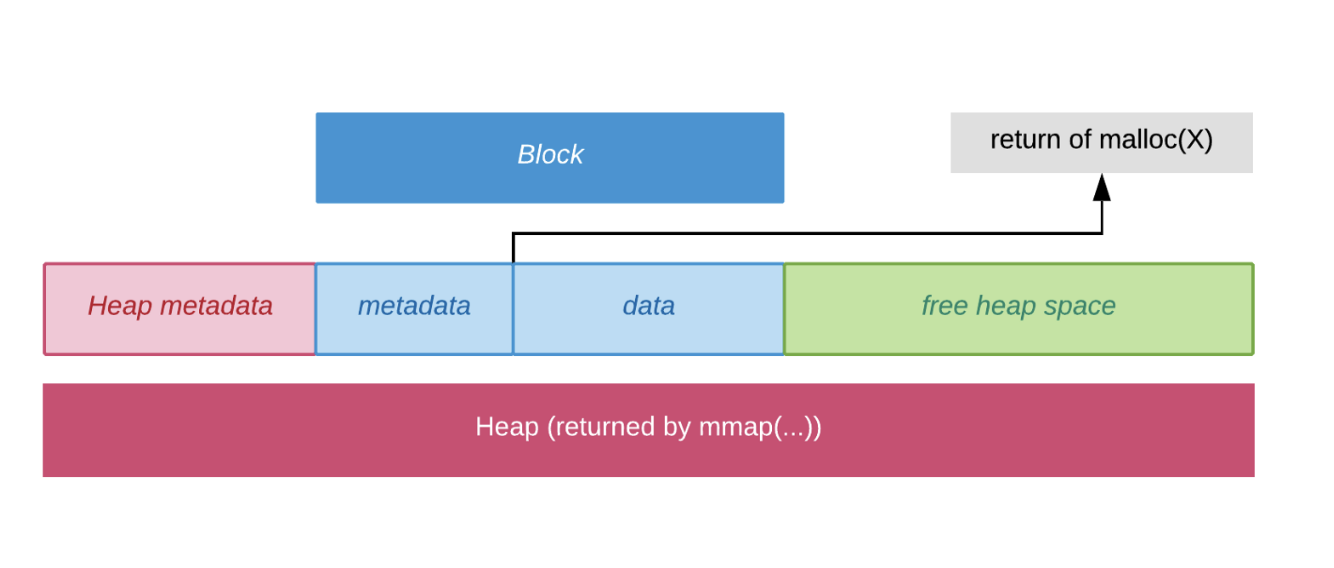 Block
return of malloc(X)
Heap metadata
metadata
data
free heap space
Heap (returned by mmap(...))